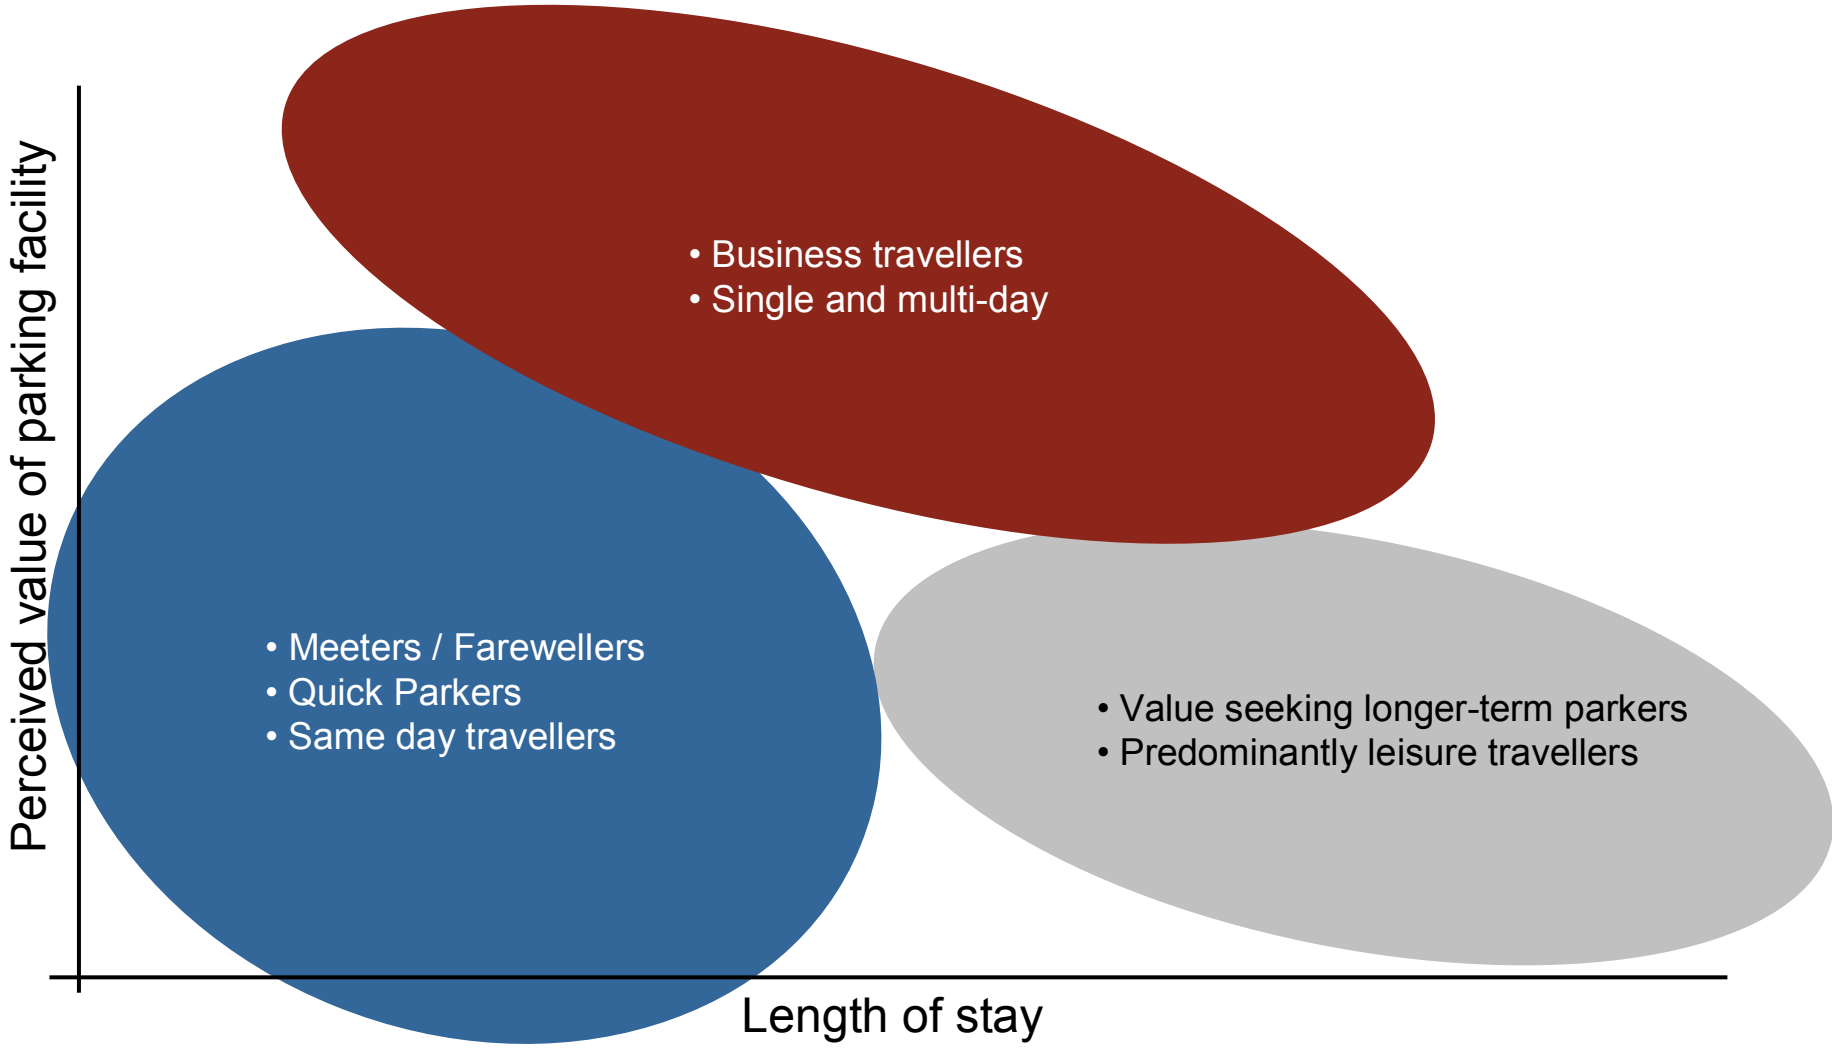 Perceived value of parking facility
• Business travellers
• Single and multi-day
• Meeters / Farewellers
• Quick Parkers
• Same day travellers
• Value seeking longer-term parkers
• Predominantly leisure travellers
Length of stay